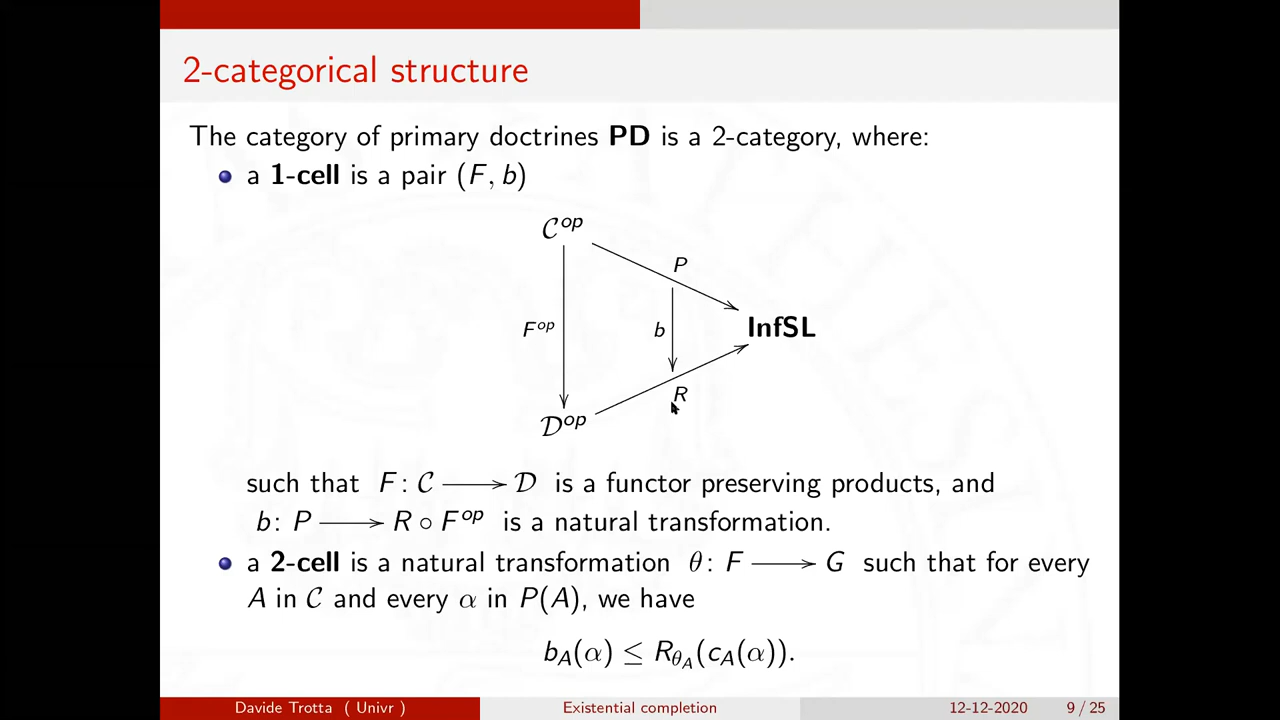 2-categorical structure
The category of primary doctrines PD is a 2-category, where:
a 1-cell is a pair (F, b)
𝒞^op
P
F^op
b
InfSL
R
𝒟^op
such that F: 𝒞 ⟶ 𝒟 is a functor preserving products, and
b: P ⟶ R ∘ F^op is a natural transformation.
a 2-cell is a natural transformation θ: F ⟶ G such that for every
A in 𝒞 and every α in P(A), we have
b_A(α) ≤ R_{θ_A}(c_A(α)).
Davide Trotta ( Univr ) Existential completion 12-12-2020 9 / 25